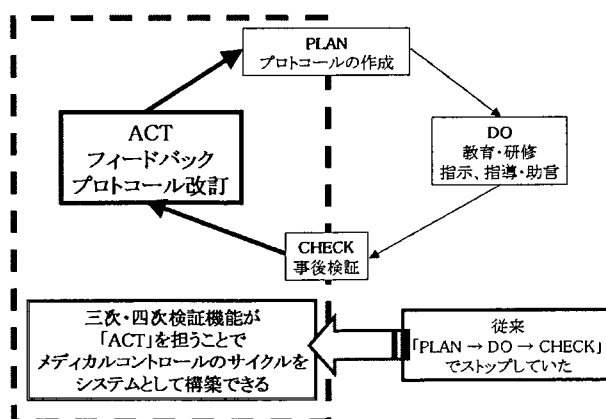 PLAN
プロトコールの作成
ACT
フィードバック
プロトコール改訂
DO
教育・研修
指示、指導・助言
CHECK
事後検証
三次・四次検証機能が
「ACT」を担うことで
メディカルコントロールのサイクルを
システムとして構築できる
従来
「PLAN → DO → CHECK」
でストップしていた